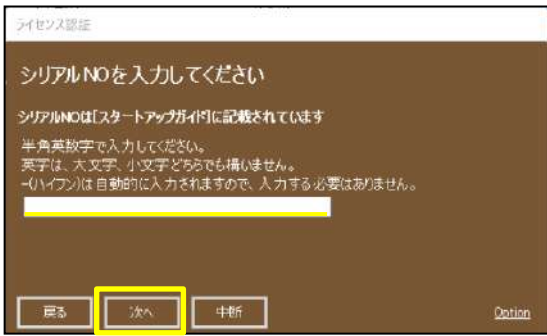 ライセンス認証
シリアルNOを入力してください
シリアルNOは[スタートアップガイド]に記載されています
半角英数字で入力してください。
英字は、大文字、小文字どちらでも構いません。
-(ハイフン)は自動的に入力されますので、入力する必要はありません。
戻る 次へ 中断 Option